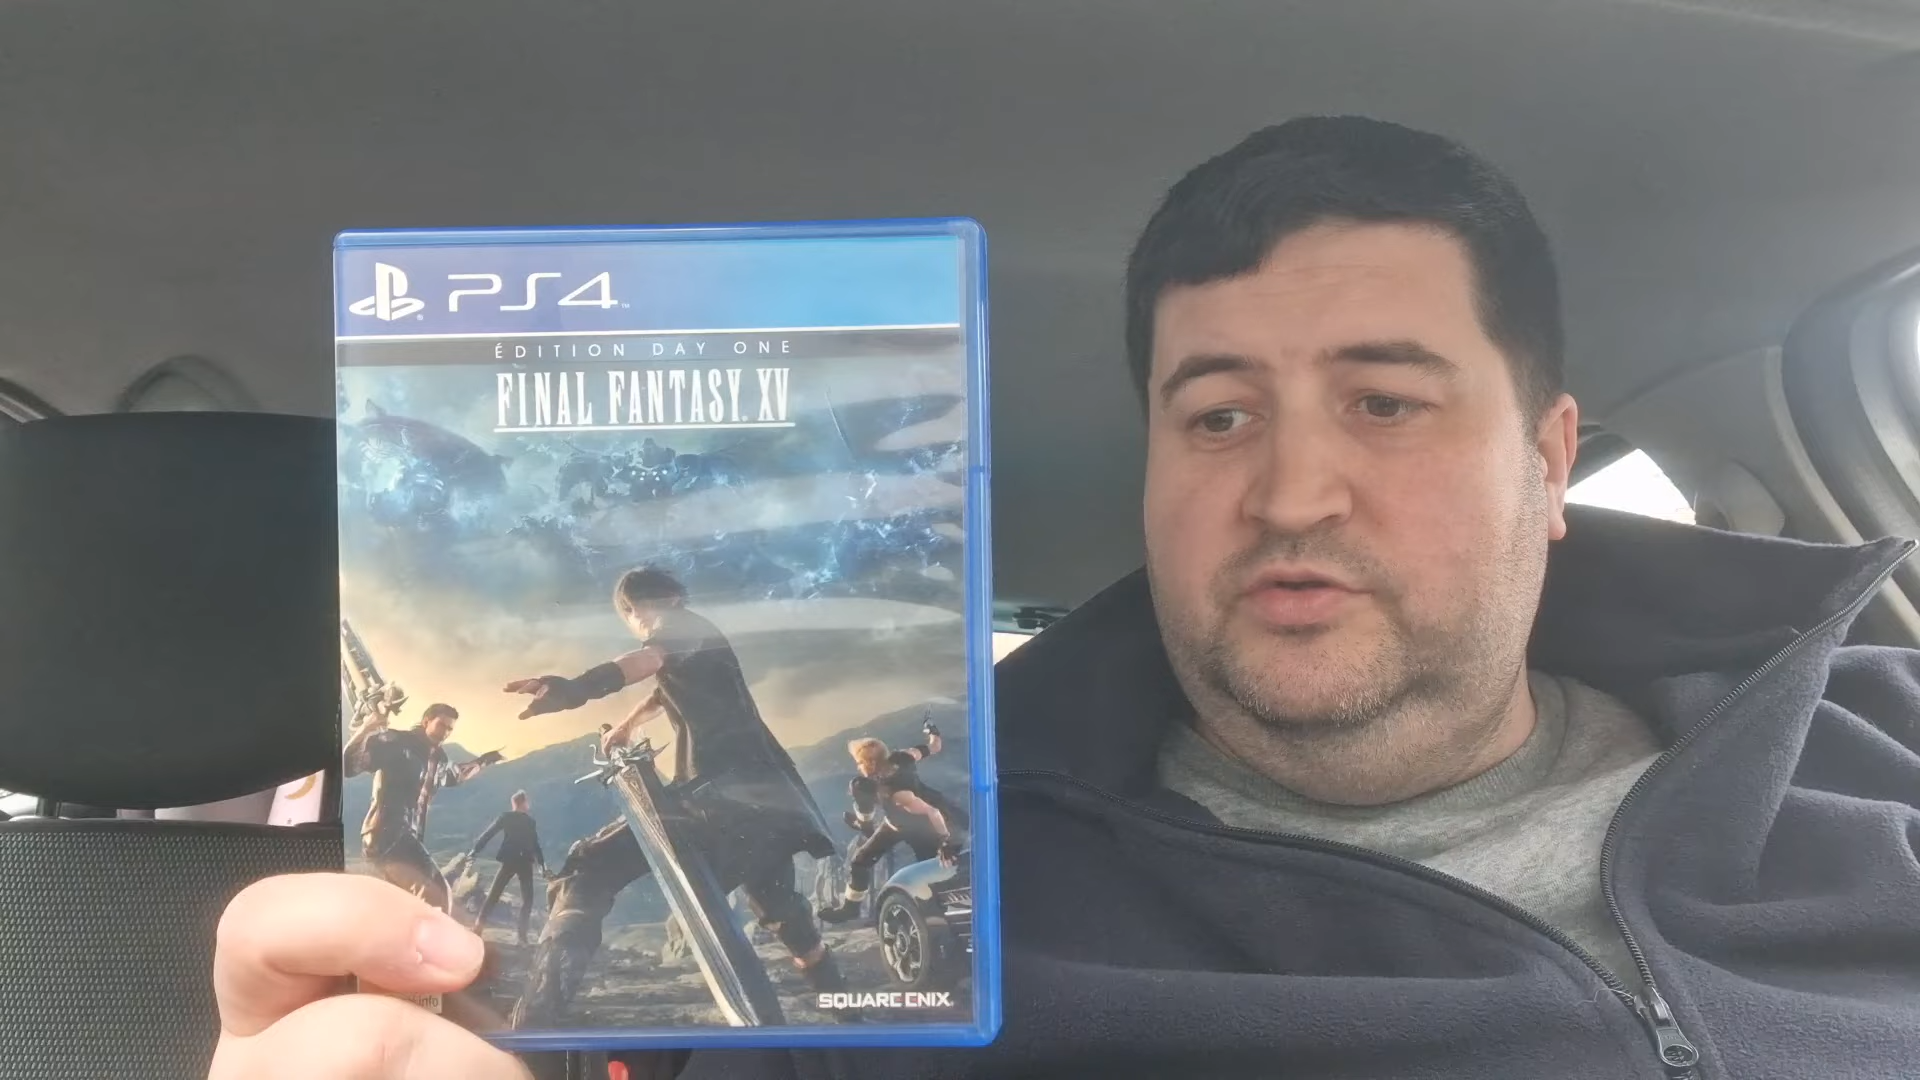 PS4
ÉDITION DAY ONE
FINAL FANTASY XV
SQUARE ENIX